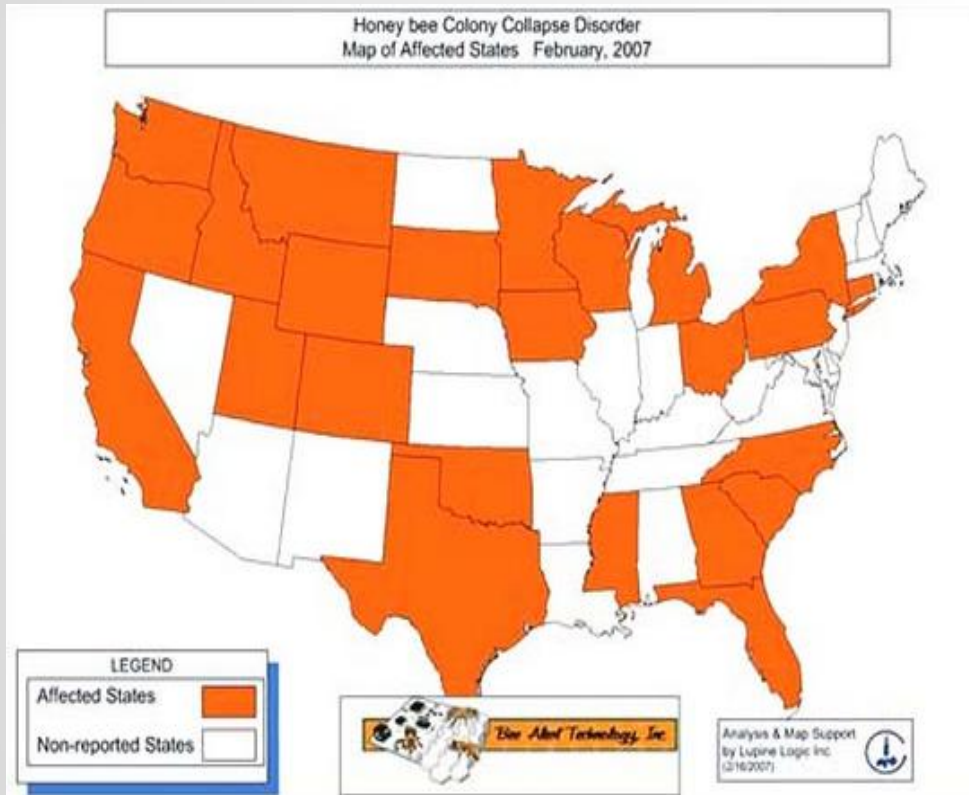 Honey bee Colony Collapse Disorder
Map of Affected States February, 2007
LEGEND
Affected States
Non-reported States
Bee Alert Technology, Inc
Analysis & Map Support
by Lupine Logic Inc
(2/16/2007)